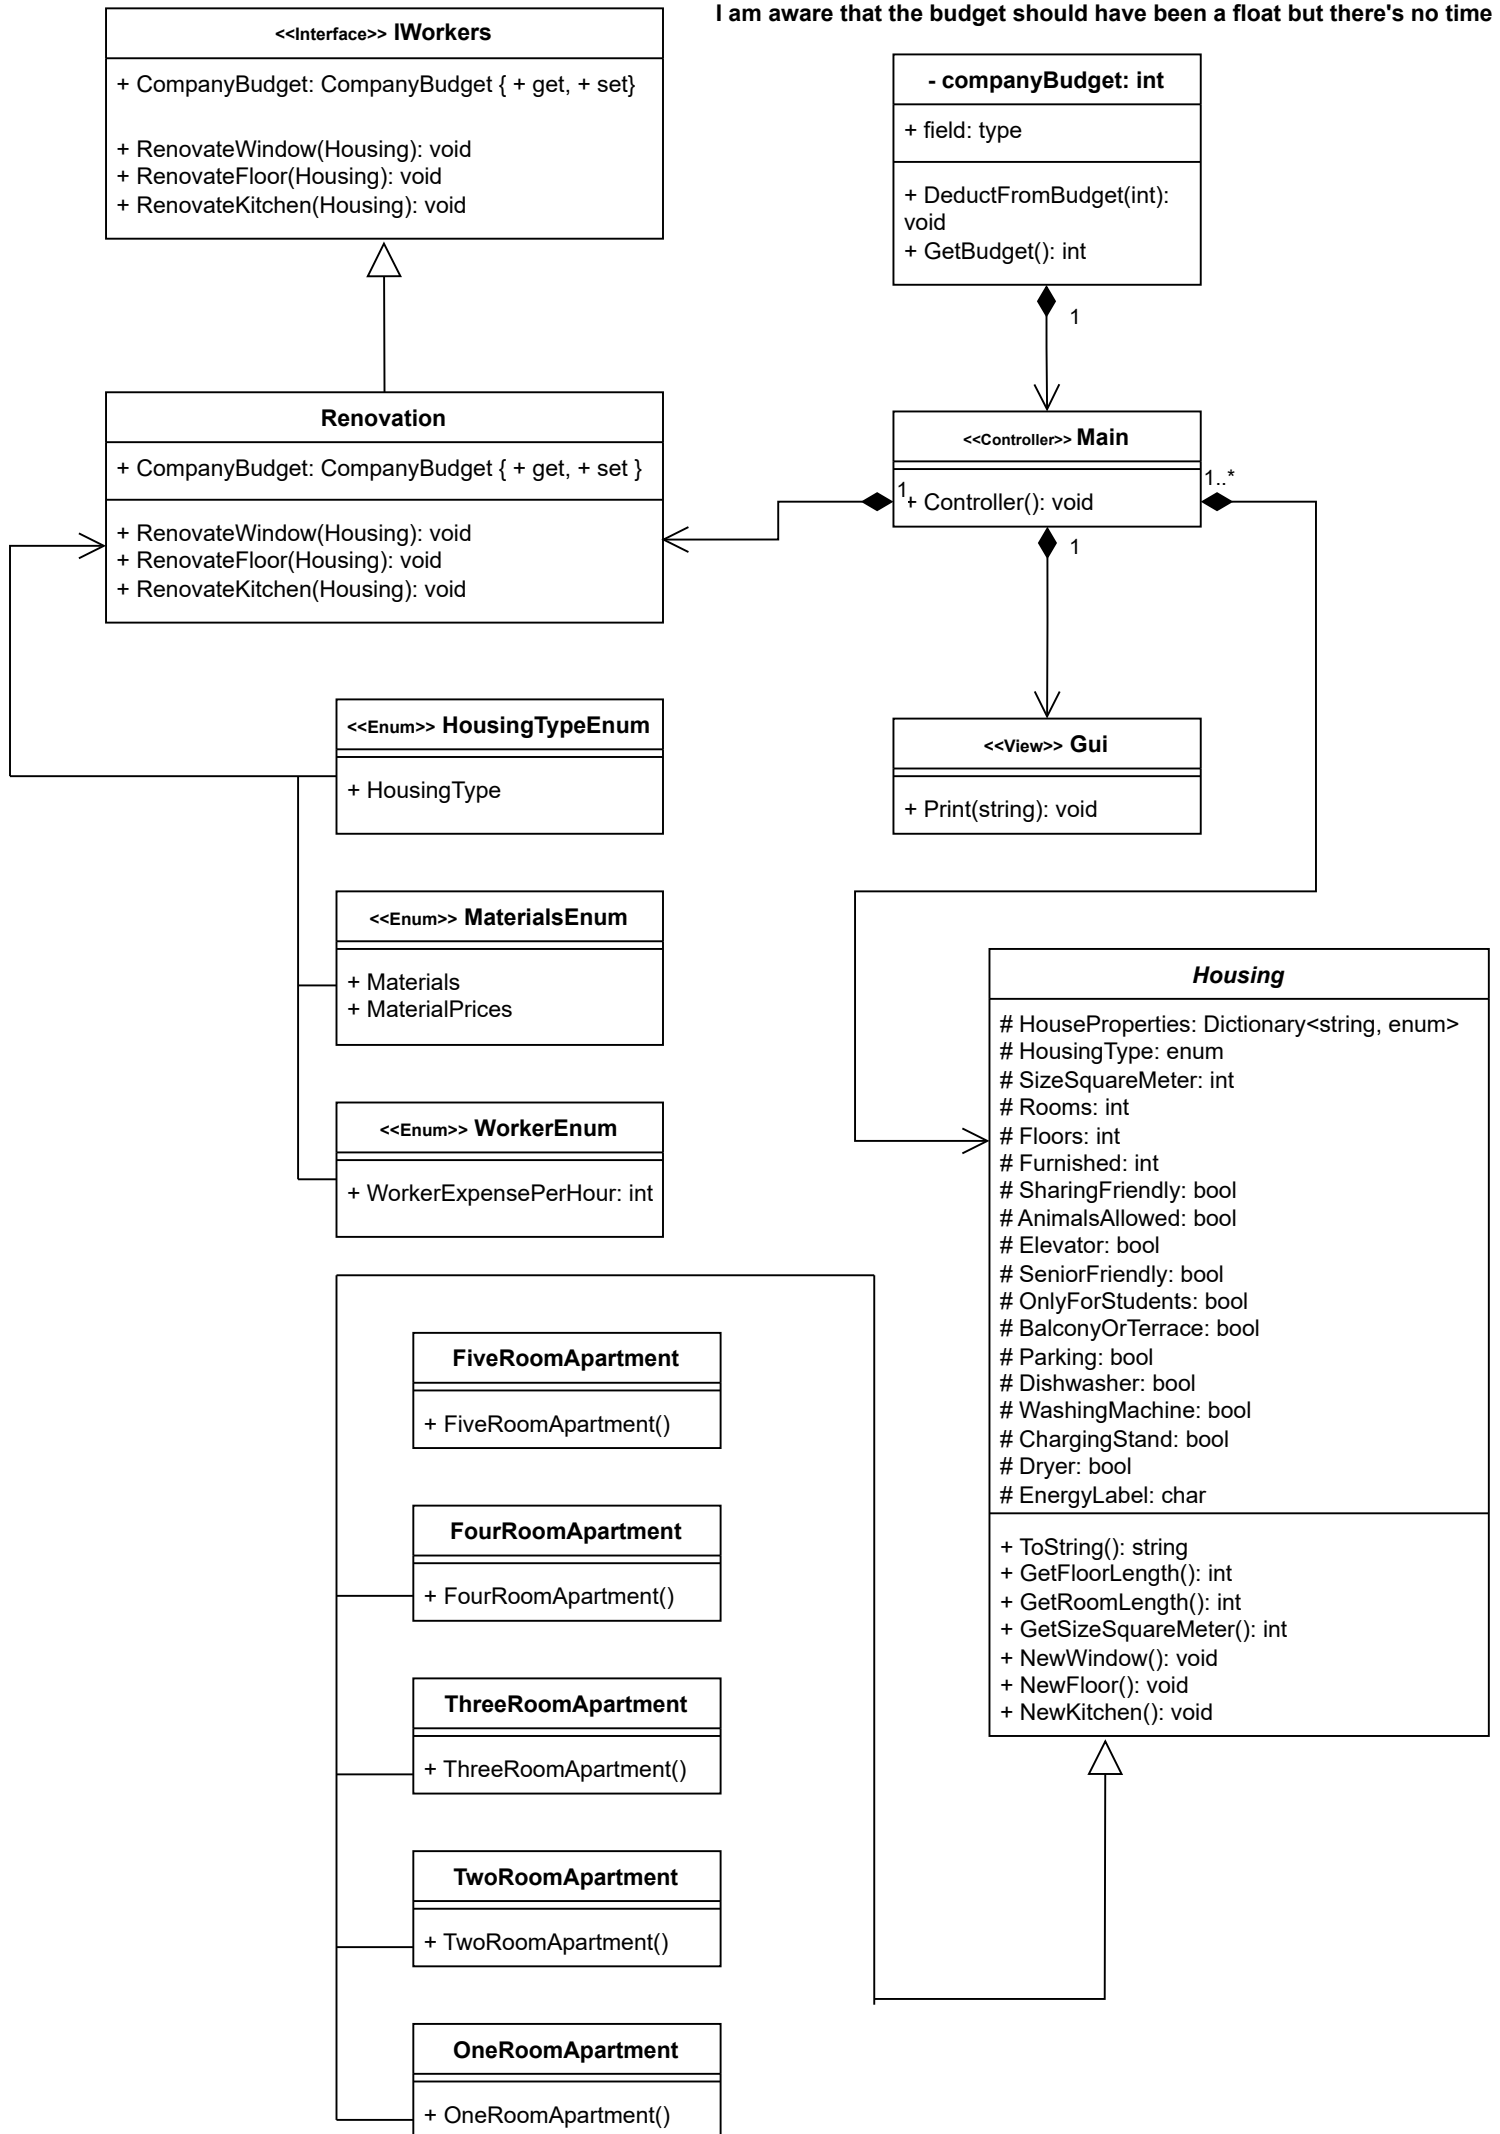 I am aware that the budget should have been a float but there's no time
<<Interface>> IWorkers
+ CompanyBudget: CompanyBudget { + get, + set}
+ RenovateWindow(Housing): void
+ RenovateFloor(Housing): void
+ RenovateKitchen(Housing): void
- companyBudget: int
+ field: type
+ DeductFromBudget(int):
void
+ GetBudget(): int
1
Renovation
+ CompanyBudget: CompanyBudget { + get, + set }
+ RenovateWindow(Housing): void
+ RenovateFloor(Housing): void
+ RenovateKitchen(Housing): void
<<Controller>> Main
1
+ Controller(): void
1..*
1
<<Enum>> HousingTypeEnum
+ HousingType
<<View>> Gui
+ Print(string): void
<<Enum>> MaterialsEnum
+ Materials
+ MaterialPrices
<<Enum>> WorkerEnum
+ WorkerExpensePerHour: int
Housing
# HouseProperties: Dictionary<string, enum>
# HousingType: enum
# SizeSquareMeter: int
# Rooms: int
# Floors: int
# Furnished: int
# SharingFriendly: bool
# AnimalsAllowed: bool
# Elevator: bool
# SeniorFriendly: bool
# OnlyForStudents: bool
# BalconyOrTerrace: bool
# Parking: bool
# Dishwasher: bool
# WashingMachine: bool
# ChargingStand: bool
# Dryer: bool
# EnergyLabel: char
+ ToString(): string
+ GetFloorLength(): int
+ GetRoomLength(): int
+ GetSizeSquareMeter(): int
+ NewWindow(): void
+ NewFloor(): void
+ NewKitchen(): void
FiveRoomApartment
+ FiveRoomApartment()
FourRoomApartment
+ FourRoomApartment()
ThreeRoomApartment
+ ThreeRoomApartment()
TwoRoomApartment
+ TwoRoomApartment()
OneRoomApartment
+ OneRoomApartment()